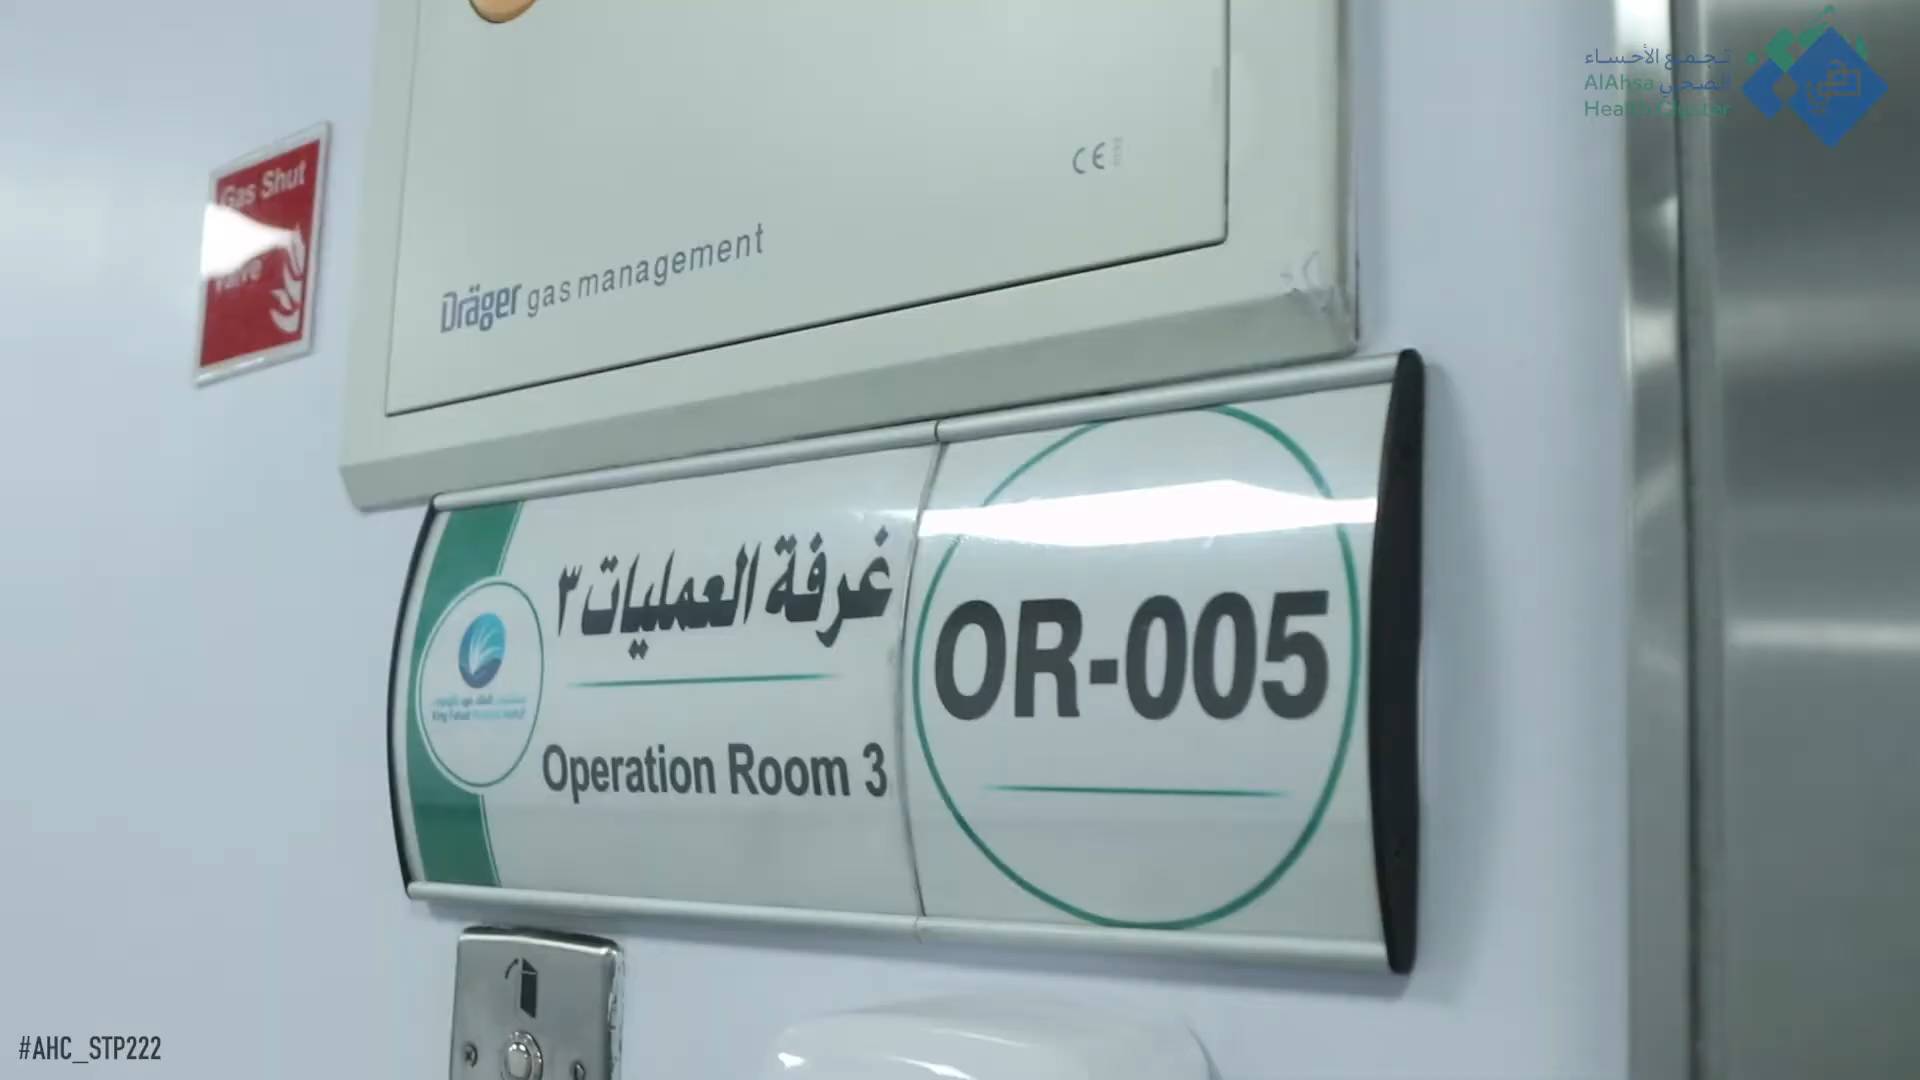 تجمع الأحساء
AlAhsa الصحي
Health Cluster
Gas Shut
Valve
CE
Dräger gas management
غرفة العمليات ٣
Operation Room 3
OR-005
#AHC_STP222